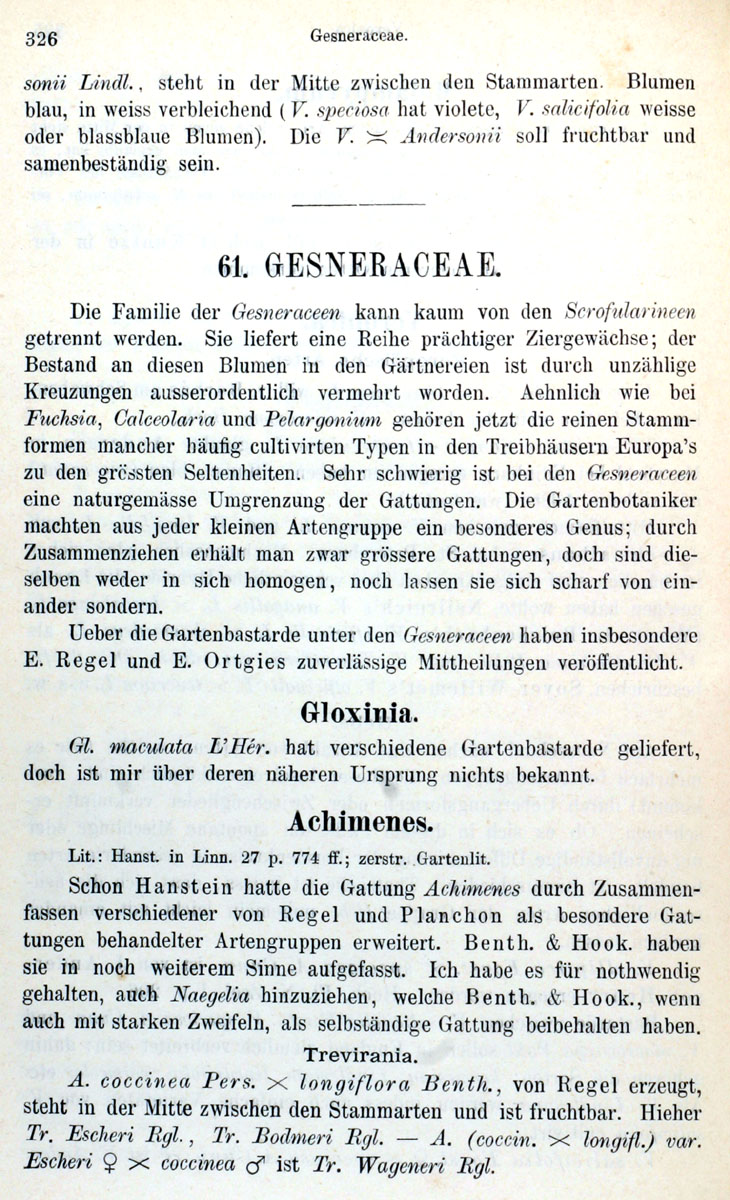 326
Gesneraceae.
sonii Lindl., steht in der Mitte zwischen den Stammarten. Blumen
blau, in weiss verbleichend (V. speciosa hat violete, V. salicifolia weisse
oder blassblaue Blumen). Die V. ≍ Andersonii soll fruchtbar und
samenbeständig sein.
61. GESNERACEAE.
Die Familie der Gesneraceen kann kaum von den Scrofularineen
getrennt werden. Sie liefert eine Reihe prächtiger Ziergewächse; der
Bestand an diesen Blumen in den Gärtnereien ist durch unzählige
Kreuzungen ausserordentlich vermehrt worden. Aehnlich wie bei
Fuchsia, Calceolaria und Pelargonium gehören jetzt die reinen Stamm-
formen mancher häufig cultivirten Typen in den Treibhäusern Europa's
zu den grössten Seltenheiten. Sehr schwierig ist bei den Gesneraceen
eine naturgemässe Umgrenzung der Gattungen. Die Gartenbotaniker
machten aus jeder kleinen Artengruppe ein besonderes Genus; durch
Zusammenziehen erhält man zwar grössere Gattungen, doch sind die-
selben weder in sich homogen, noch lassen sie sich scharf von ein-
ander sondern.
Ueber die Gartenbastarde unter den Gesneraceen haben insbesondere
E. Regel und E. Ortgies zuverlässige Mittheilungen veröffentlicht.
Gloxinia.
Gl. maculata L'Hér. hat verschiedene Gartenbastarde geliefert,
doch ist mir über deren näheren Ursprung nichts bekannt.
Achimenes.
Lit.: Hanst. in Linn. 27 p. 774 ff.; zerstr. Gartenlit.
Schon Hanstein hatte die Gattung Achimenes durch Zusammen-
fassen verschiedener von Regel und Planchon als besondere Gat-
tungen behandelter Artengruppen erweitert. Benth. & Hook. haben
sie in noch weiterem Sinne aufgefasst. Ich habe es für nothwendig
gehalten, auch Naegelia hinzuziehen, welche Benth. & Hook., wenn
auch mit starken Zweifeln, als selbständige Gattung beibehalten haben.
Trevirania.
A. coccinea Pers. × longiflora Benth., von Regel erzeugt,
steht in der Mitte zwischen den Stammarten und ist fruchtbar. Hieher
Tr. Escheri Rgl., Tr. Bodmeri Rgl. — A. (coccin. × longifl.) var.
Escheri ♀ × coccinea ♂ ist Tr. Wageneri Rgl.